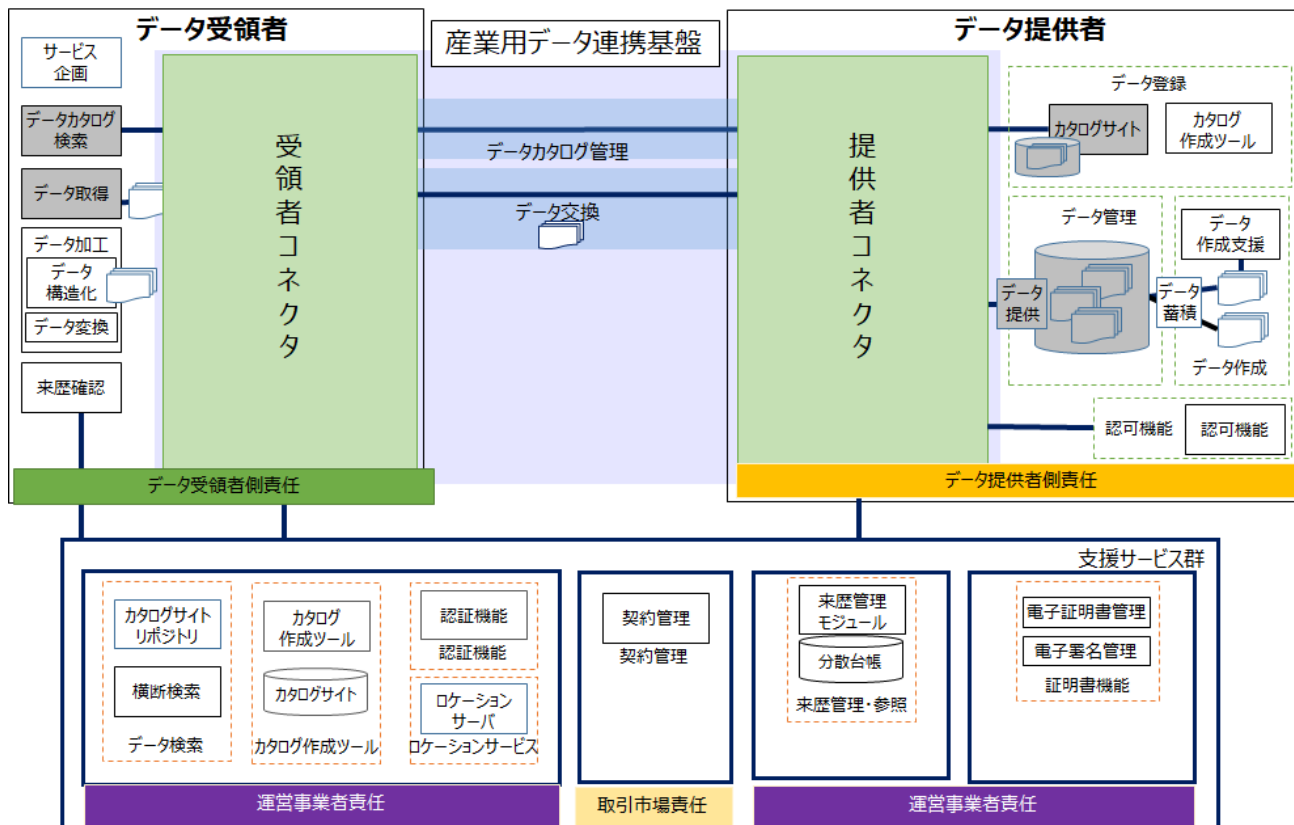 データ受領者
産業用データ連携基盤
データ提供者
サービス
企画
データカタログ
検索
データ取得
データ加工
データ
構造化
データ変換
来歴確認
受領者コネクタ
データカタログ管理
データ交換
提供者コネクタ
データ登録
カタログサイト
カタログ
作成ツール
データ管理
データ
提供
データ
蓄積
データ
作成支援
データ作成
認可機能
認可機能
データ受領者側責任
データ提供者側責任
支援サービス群
カタログサイト
リポジトリ
横断検索
データ検索
カタログ
作成ツール
カタログサイト
カタログ作成ツール
認証機能
認証機能
ロケーション
サーバ
ロケーションサービス
運営事業者責任
契約管理
契約管理
取引市場責任
来歴管理
モジュール
分散台帳
来歴管理・参照
電子証明書管理
電子署名管理
証明書機能
運営事業者責任